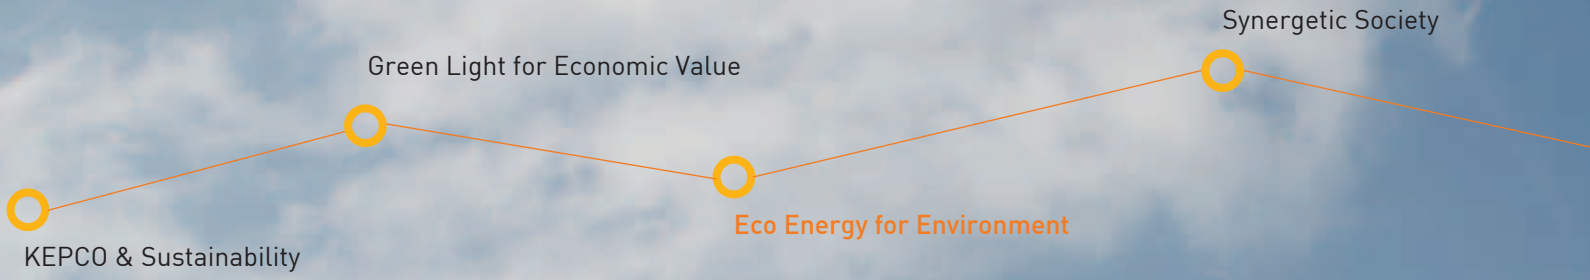 KEPCO & Sustainability
Green Light for Economic Value
Eco Energy for Environment
Synergetic Society